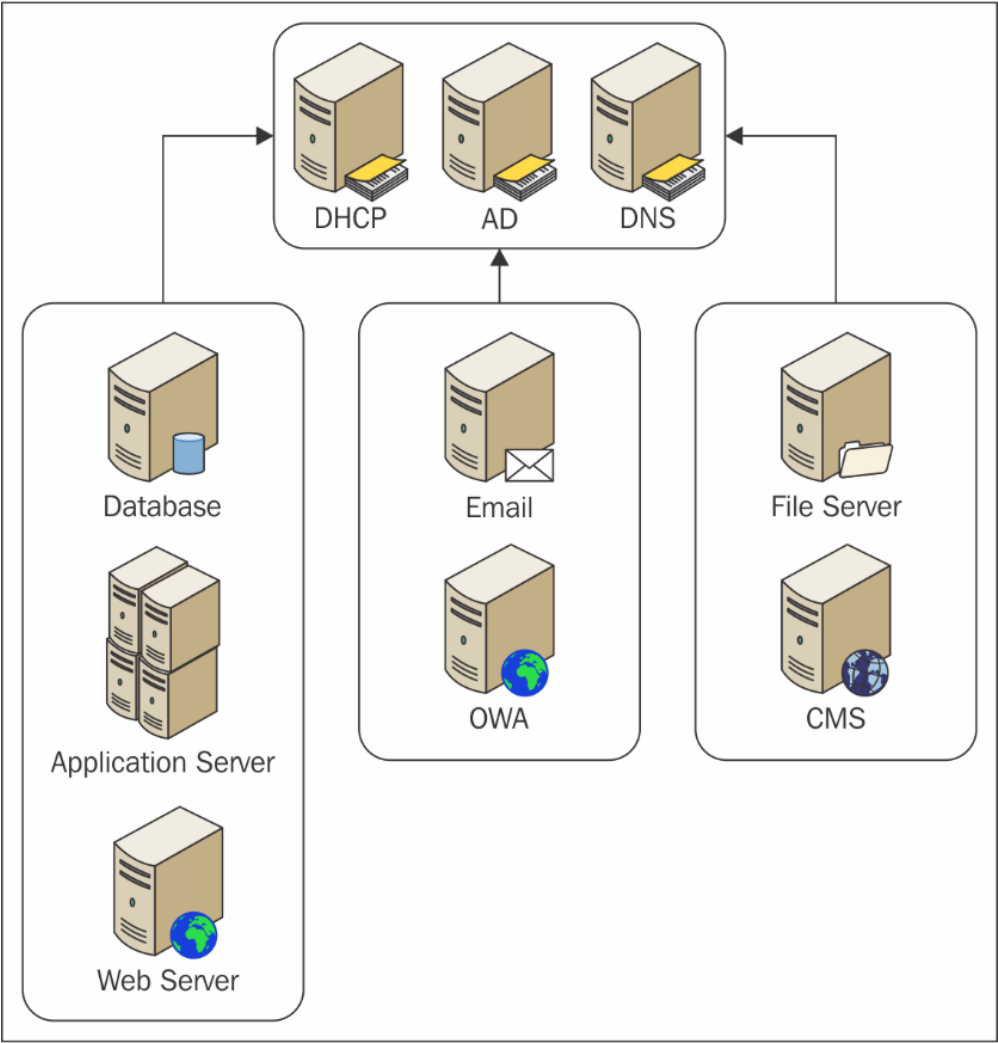 DHCP
AD
DNS
Database
Application Server
Web Server
Email
OWA
File Server
CMS